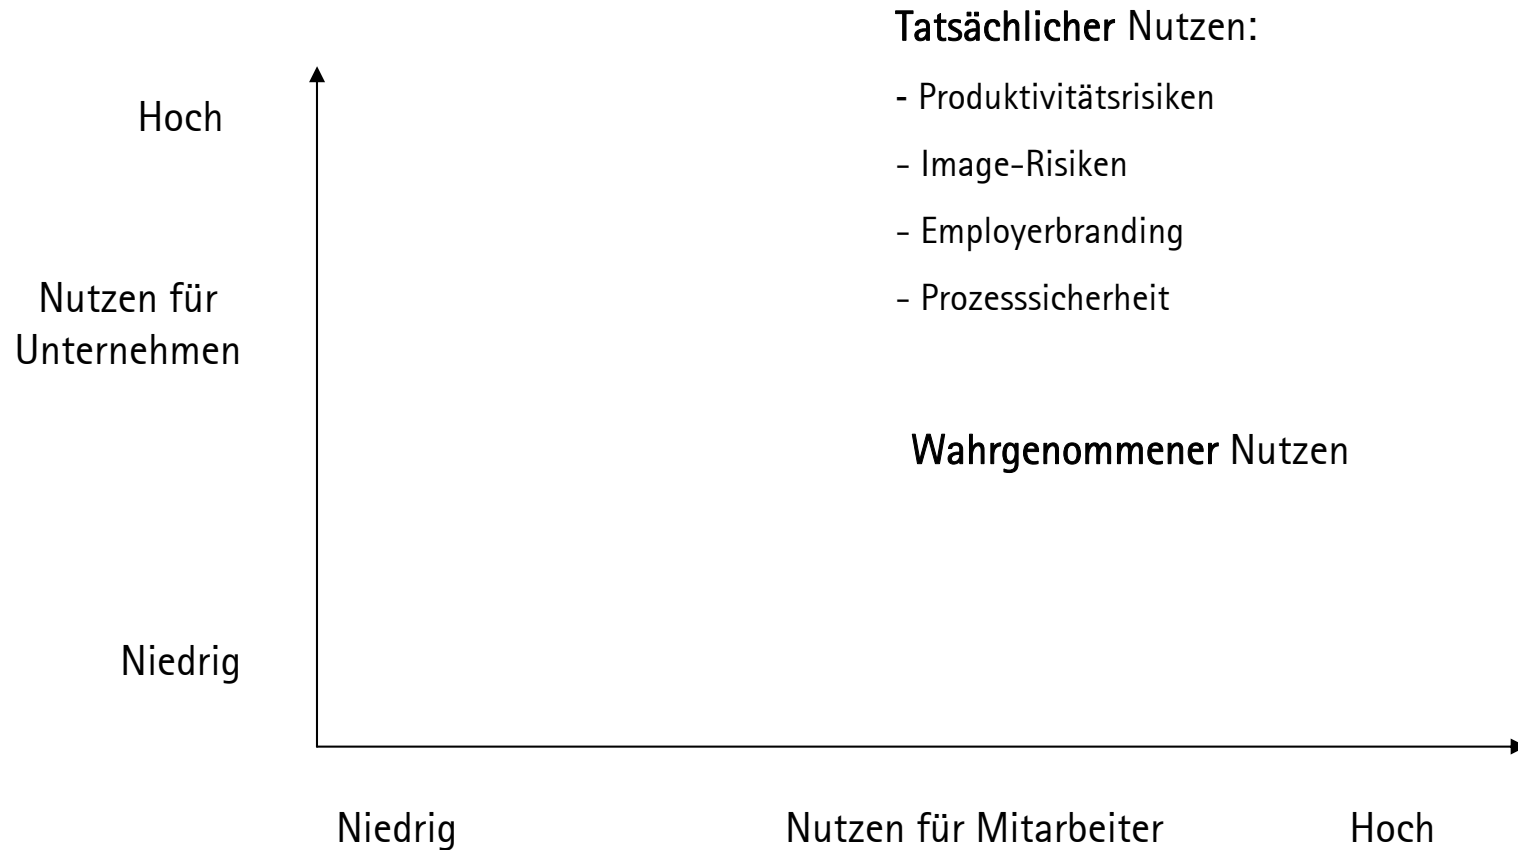 Tatsächlicher Nutzen:
- Produktivitätsrisiken
- Image-Risiken
- Employerbranding
- Prozesssicherheit
Wahrgenommener Nutzen
Hoch
Nutzen für
Unternehmen
Niedrig
Niedrig
Nutzen für Mitarbeiter
Hoch